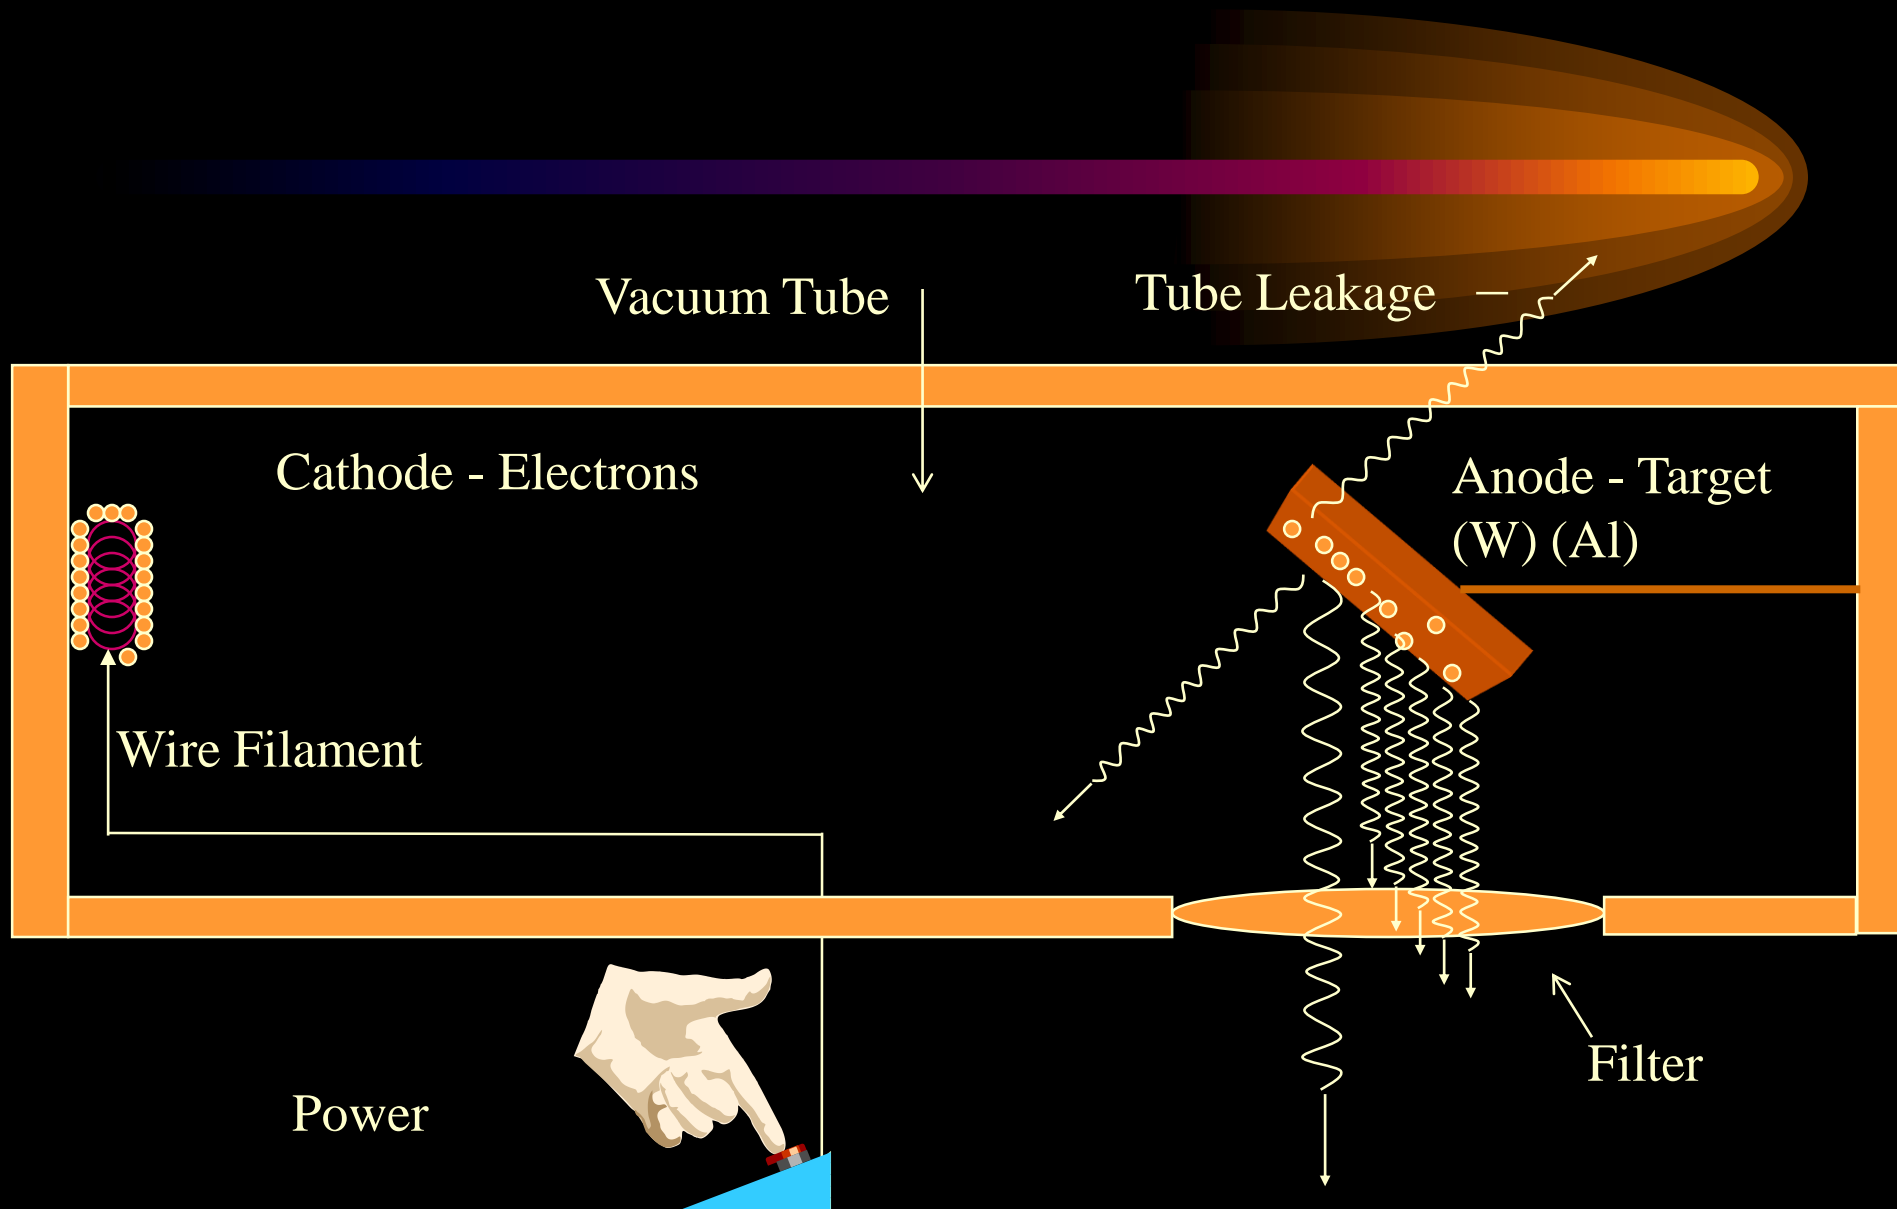 Vacuum Tube
Tube Leakage –
Cathode - Electrons
Anode - Target
(W) (Al)
Wire Filament
Filter
Power